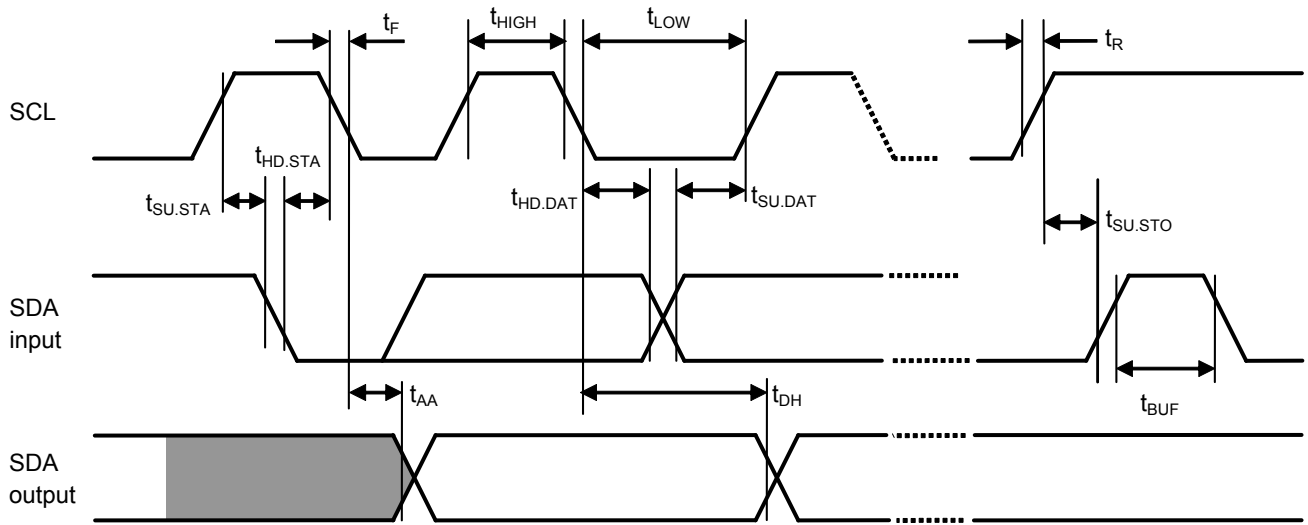 tF
tHIGH
tLOW
tR
SCL
tHD.STA
tSU.STA
tHD.DAT
tSU.DAT
tSU.STO
SDA
input
tAA
tDH
tBUF
SDA
output